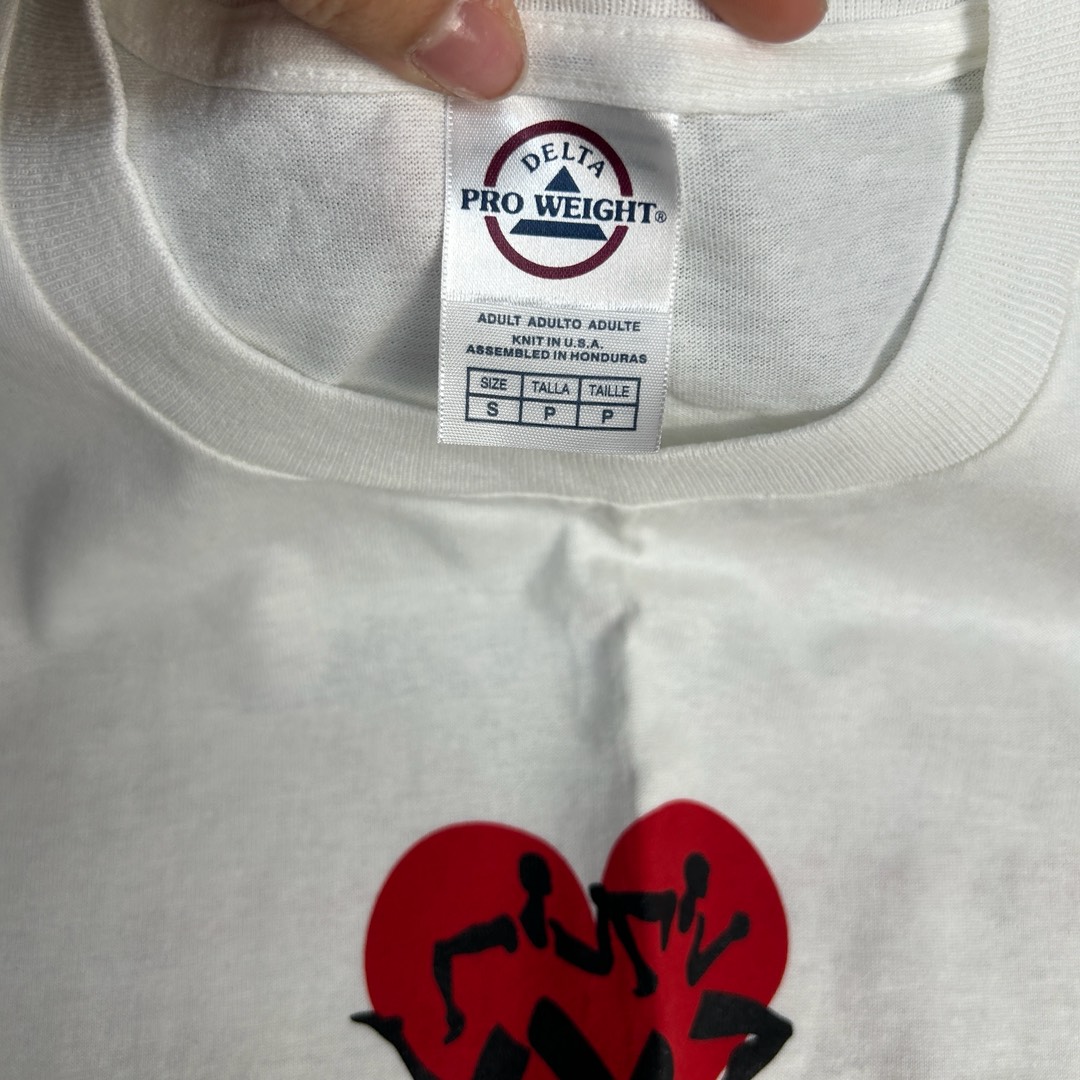 DELTA
PRO WEIGHT®
ADULT ADULTO ADULTE
KNIT IN U.S.A.
ASSEMBLED IN HONDURAS
SIZE TALLA TAILLE
S P P